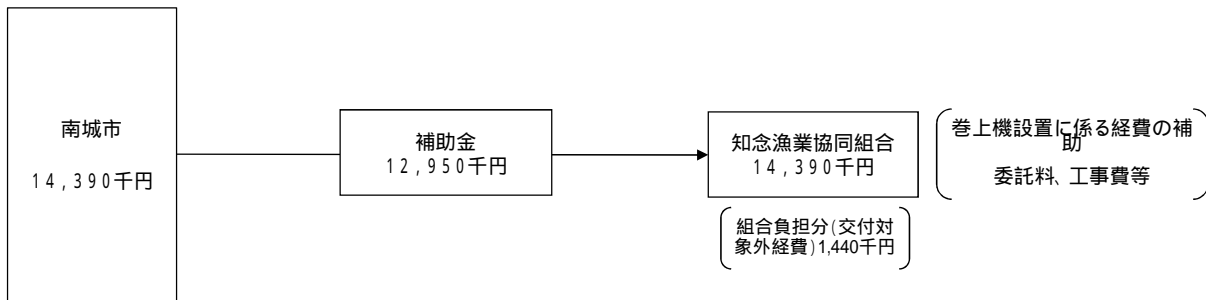 南城市
14,390千円
補助金
12,950千円
知念漁業協同組合
14,390千円
巻上機設置に係る経費の補
助
委託料、工事費等
組合負担分(交付対
象外経費)1,440千円